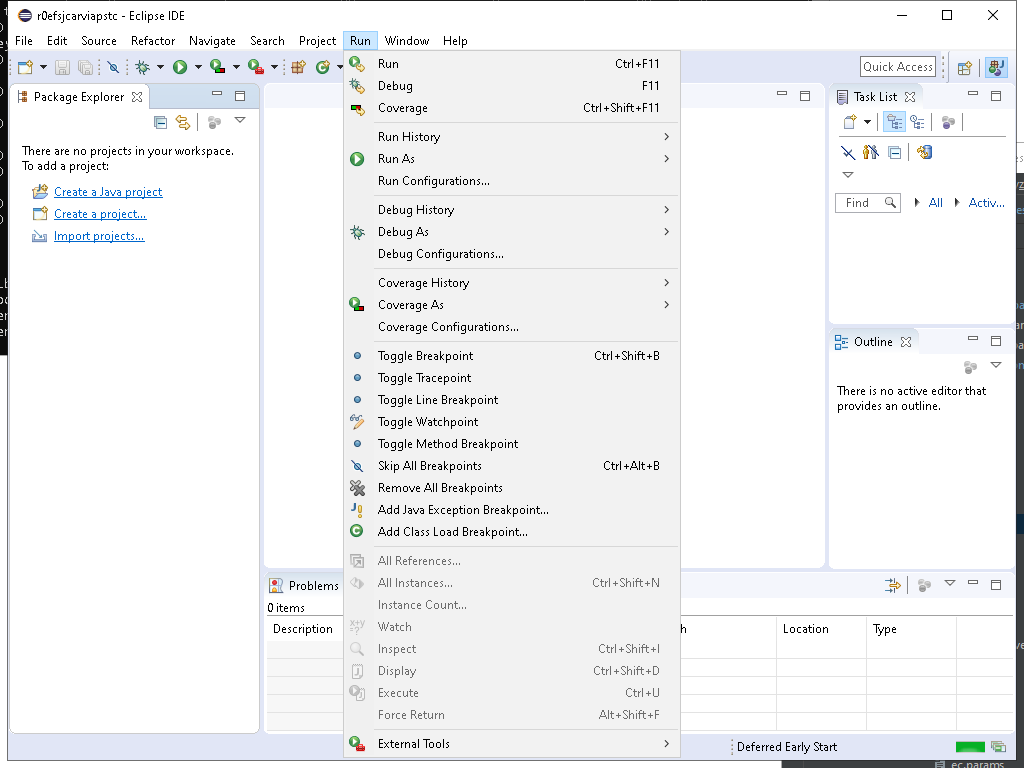 r0efsjcarviapstc - Eclipse IDE
File Edit Source Refactor Navigate Search Project Run Window Help
Quick Access
Package Explorer
There are no projects in your workspace.
To add a project:
Create a Java project
Create a project...
Import projects...
Run Ctrl+F11
Debug F11
Coverage Ctrl+Shift+F11
Run History
Run As
Run Configurations...
Debug History
Debug As
Debug Configurations...
Coverage History
Coverage As
Coverage Configurations...
Toggle Breakpoint Ctrl+Shift+B
Toggle Tracepoint
Toggle Line Breakpoint
Toggle Watchpoint
Toggle Method Breakpoint
Skip All Breakpoints Ctrl+Alt+B
Remove All Breakpoints
Add Java Exception Breakpoint...
Add Class Load Breakpoint...
All References...
All Instances... Ctrl+Shift+N
Instance Count...
Watch
Inspect Ctrl+Shift+I
Display Ctrl+Shift+D
Execute Ctrl+U
Force Return Alt+Shift+F
External Tools
Task List
Find All Activ...
Outline
There is no active editor that
provides an outline.
Problems
0 items
Description h Location Type
Deferred Early Start
ec.params